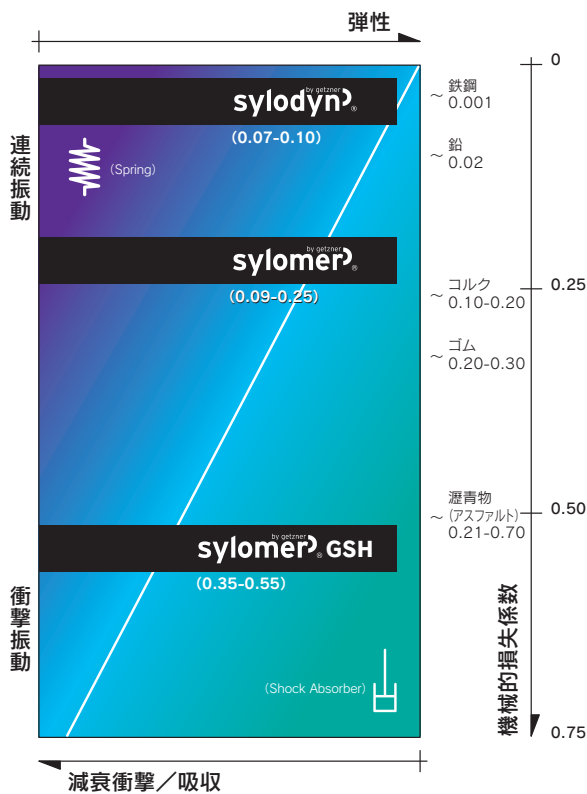 弾性
0
by getzner
sylodyn®
(0.07-0.10)
~ 鉄鋼
0.001
~ 鉛
0.02
連続振動
(Spring)
by getzner
sylomer®
(0.09-0.25)
~ コルク
0.10-0.20
0.25
~ ゴム
0.20-0.30
~ 瀝青物
(アスファルト)
0.21-0.70
0.50
by getzner
sylomer® GSH
(0.35-0.55)
衝撃振動
(Shock Absorber)
機械的損失係数
0.75
減衰衝撃／吸収